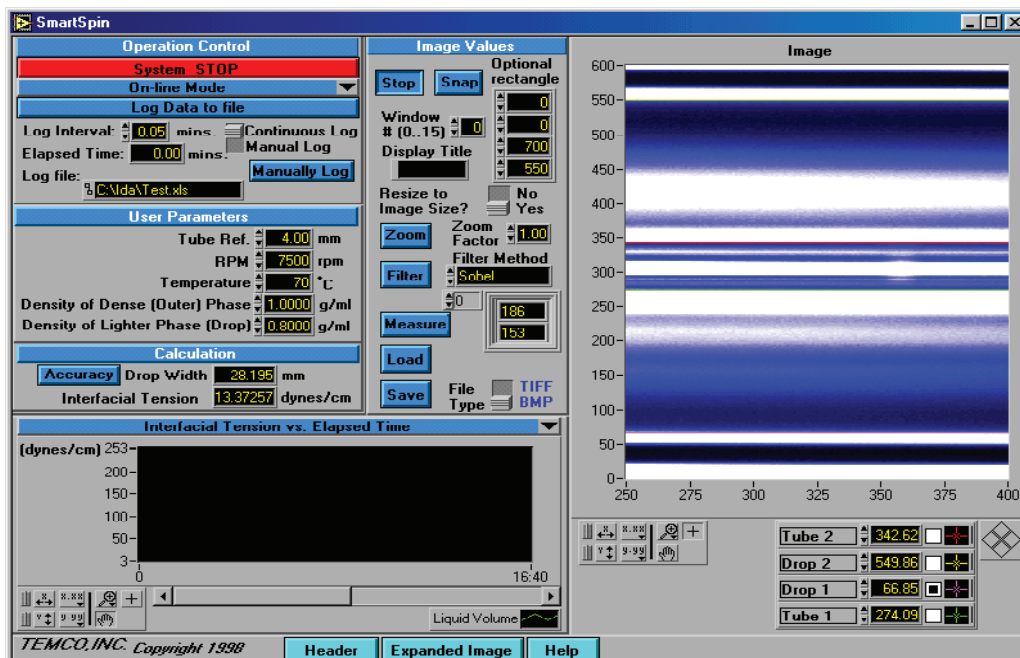 SmartSpin
Operation Control
System STOP
On-line Mode
Log Data to file
Log Interval: 0.05 mins. Continuous Log
Manual Log
Elapsed Time: 0.00 mins.
Log file: Manually Log
C:\Ida\Test.xls
User Parameters
Tube Ref. 4.00 mm
RPM 7500 rpm
Temperature 70 °C
Density of Dense (Outer) Phase 1.0000 g/ml
Density of Lighter Phase (Drop) 0.8000 g/ml
Calculation
Accuracy Drop Width 28.195 mm
Interfacial Tension 13.37257 dynes/cm
Image Values
Stop Snap Optional
rectangle
0
0
700
550
Window
# (0..15) 0
Display Title
Resize to No
Image Size? Yes
Zoom Zoom
Factor 1.00
Filter Method
Filter Sobel
0
186
153
Measure
Load
Save File TIFF
Type BMP
Image
600
550
500
450
400
350
300
250
200
150
100
50
0
250 275 300 325 350 375 400
Interfacial Tension vs. Elapsed Time
(dynes/cm) 253
200
150
100
50
3
0 16:40
X X.XX
Y Y.YY
Liquid Volume
X X.XX
Y Y.YY
Tube 2 342.62
Drop 2 549.86
Drop 1 66.85
Tube 1 274.09
TEMCO,INC. Copyright 1998
Header Expanded Image Help